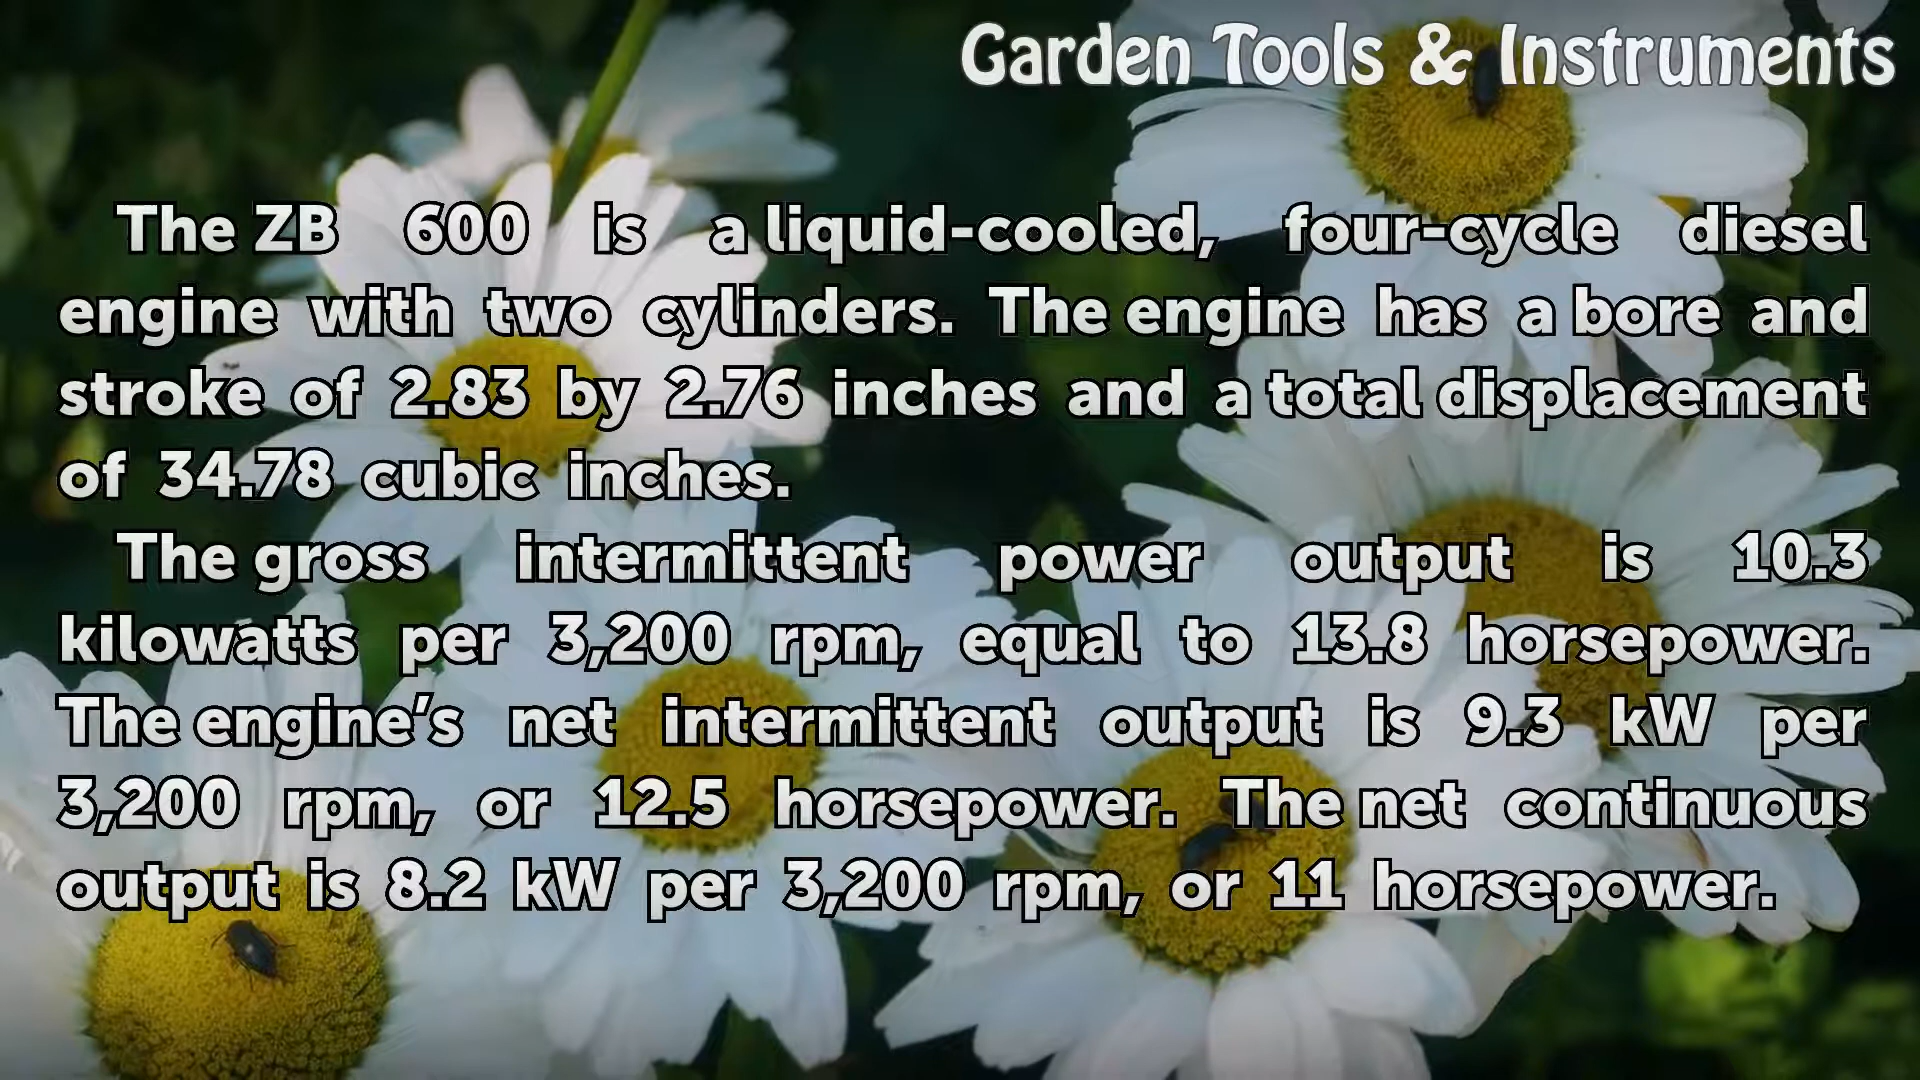 Garden Tools & Instruments
The ZB 600 is a liquid-cooled, four-cycle diesel
engine with two cylinders. The engine has a bore and
stroke of 2.83 by 2.76 inches and a total displacement
of 34.78 cubic inches.
The gross intermittent power output is 10.3
kilowatts per 3,200 rpm, equal to 13.8 horsepower.
The engine’s net intermittent output is 9.3 kW per
3,200 rpm, or 12.5 horsepower. The net continuous
output is 8.2 kW per 3,200 rpm, or 11 horsepower.